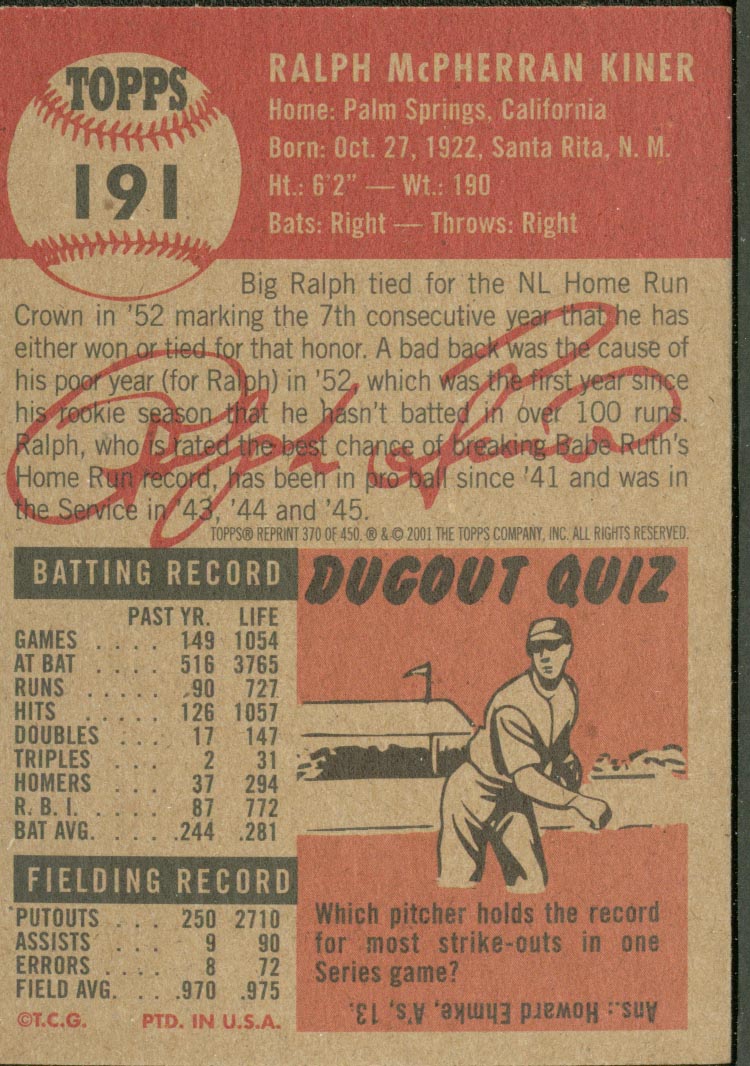 TOPPS
191
RALPH McPHERRAN KINER
Home: Palm Springs, California
Born: Oct. 27, 1922, Santa Rita, N. M.
Ht.: 6'2" — Wt.: 190
Bats: Right — Throws: Right
Big Ralph tied for the NL Home Run
Crown in '52 marking the 7th consecutive year that he has
either won or tied for that honor. A bad back was the cause of
his poor year (for Ralph) in '52, which was the first year since
his rookie season that he hasn't batted in over 100 runs.
Ralph, who is rated the best chance of breaking Babe Ruth's
Home Run record, has been in pro ball since '41 and was in
the Service in '43, '44 and '45.
Ralph Kiner
TOPPS® REPRINT 370 OF 450. ® & © 2001 THE TOPPS COMPANY, INC. ALL RIGHTS RESERVED.
BATTING RECORD
PAST YR. LIFE
GAMES . . . . 149 1054
AT BAT . . . . 516 3765
RUNS . . . . . 90 727
HITS . . . . . 126 1057
DOUBLES . . . 17 147
TRIPLES . . . 2 31
HOMERS . . . 37 294
R. B. I. . . . . 87 772
BAT AVG. . . . .244 .281
FIELDING RECORD
PUTOUTS . . . 250 2710
ASSISTS . . . 9 90
ERRORS . . . . 8 72
FIELD AVG. . . .970 .975
©T.C.G. PTD. IN U.S.A.
DUGOUT QUIZ
Which pitcher holds the record
for most strike-outs in one
Series game?
Ans.: Howard Ehmke, A's, 13.